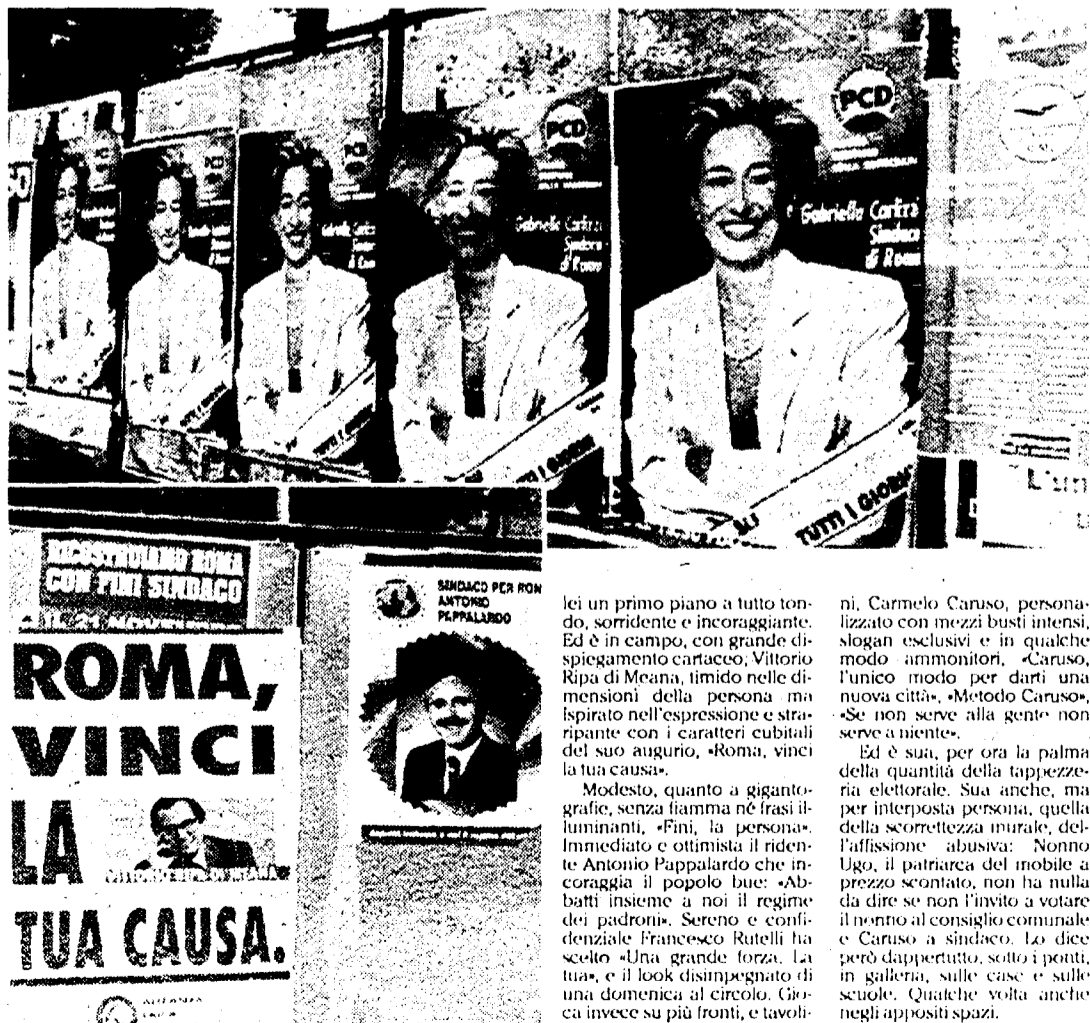 PCD
Gabriella
Sindaco
di Roma
PCD
Gabriella
Sindaco
di Roma
PCD
TUTTI I GIORNI
TUTTI I GIORNI
RICOSTRUIAMO ROMA
CON FINI SINDACO
ROMA,
VINCI
LA
TUA CAUSA.
VITTORIO RIPA DI MEANA
SINDACO PER ROM
ANTONIO
PAPPALARDO
lei un primo piano a tutto ton-
do, sorridente e incoraggiante.
Ed è in campo, con grande di-
spiegamento cartaceo, Vittorio
Ripa di Meana, timido nelle di-
mensioni della persona ma
ispirato nell'espressione e stra-
ripante con i caratteri cubitali
del suo augurio, «Roma, vinci
la tua causa».
Modesto, quanto a giganto-
grafie, senza fiamma né frasi il-
luminanti, «Fini, la persona».
Immediato e ottimista il riden-
te Antonio Pappalardo che in-
coraggia il popolo bue: «Ab-
batti insieme a noi il regime
dei padroni». Sereno e confi-
denziale Francesco Rutelli ha
scelto «Una grande forza. La
tua», e il look disimpegnato di
una domenica al circolo. Gio-
ca invece su più fronti, e tavoli-
ni, Carmelo Caruso, persona-
lizzato con mezzi busti intensi,
slogan esclusivi e in qualche
modo ammonitori, «Caruso,
l'unico modo per darti una
nuova città», «Metodo Caruso»,
«Se non serve alla gente non
serve a niente».
Ed è sua, per ora la palma
della quantità della tappezze-
ria elettorale. Sua anche, ma
per interposta persona, quella
della scorrettezza murale, del-
l'affissione abusiva: Nonno
Ugo, il patriarca del mobile a
prezzo scontato, non ha nulla
da dire se non l'invito a votare
il nonno al consiglio comunale
e Caruso a sindaco. Lo dice
però dappertutto, sotto i ponti,
in galleria, sulle case e sulle
scuole. Qualche volta anche
negli appositi spazi.